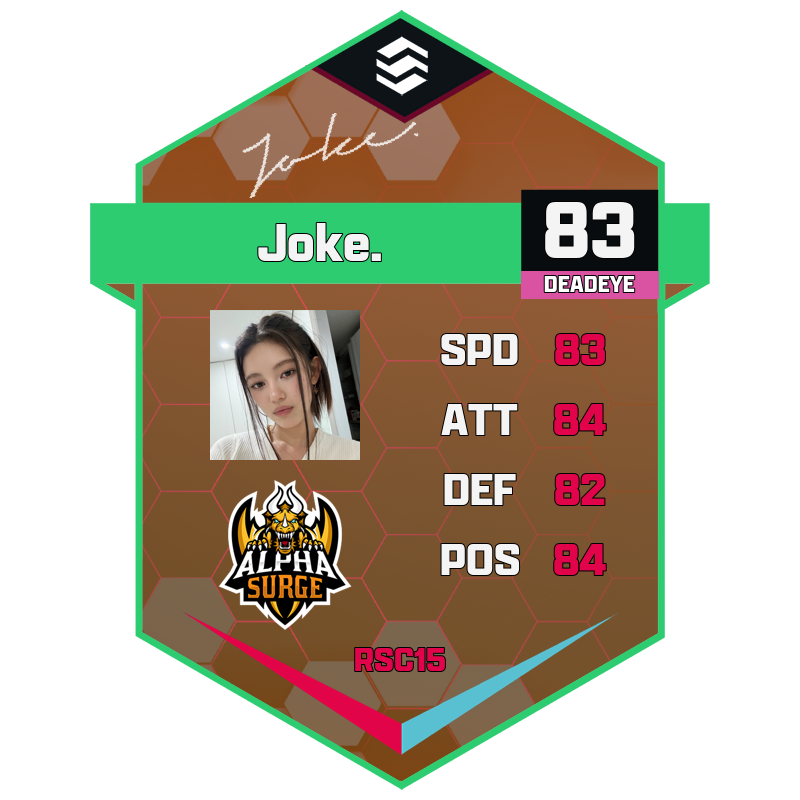 Joke.
Joke.
83
DEADEYE
SPD 83
ATT 84
DEF 82
POS 84
ALPHA
SURGE
RSC15